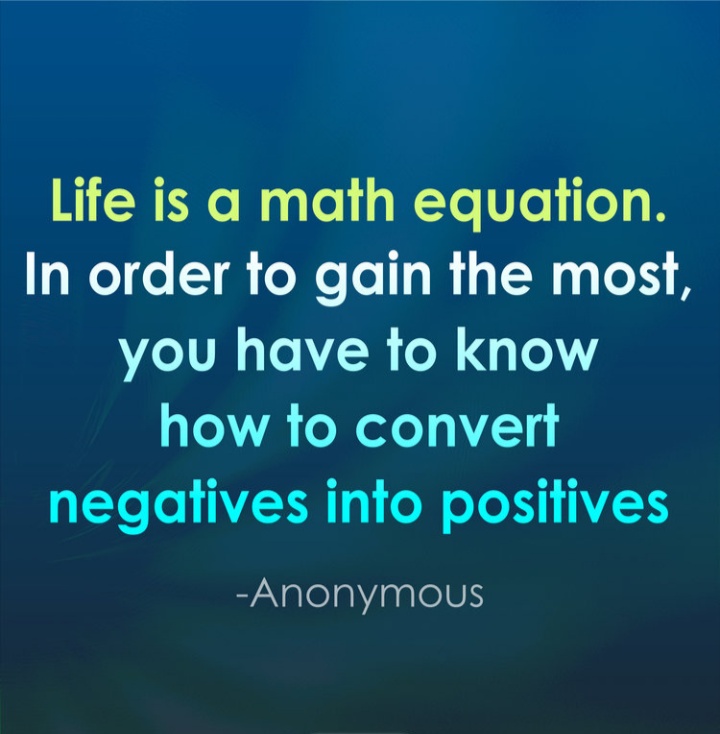 Life is a math equation.
In order to gain the most,
you have to know
how to convert
negatives into positives
-Anonymous